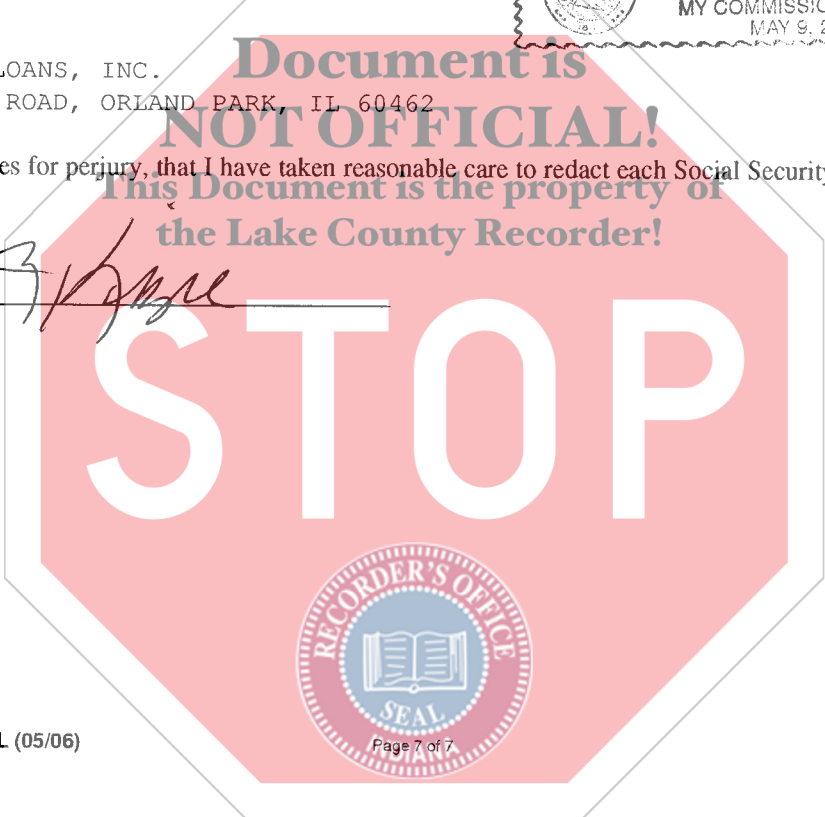 MY COMMISSIO
MAY 9, 2
LOANS, INC.
Document is
ROAD, ORLAND PARK, IL 60462
NOT OFFICIAL!
es for perjury, that I have taken reasonable care to redact each Social Security
This Document is the property of
the Lake County Recorder!
STOP
RECORDER'S OFFICE
SEAL
INDIANA
L (05/06)
Page 7 of 7